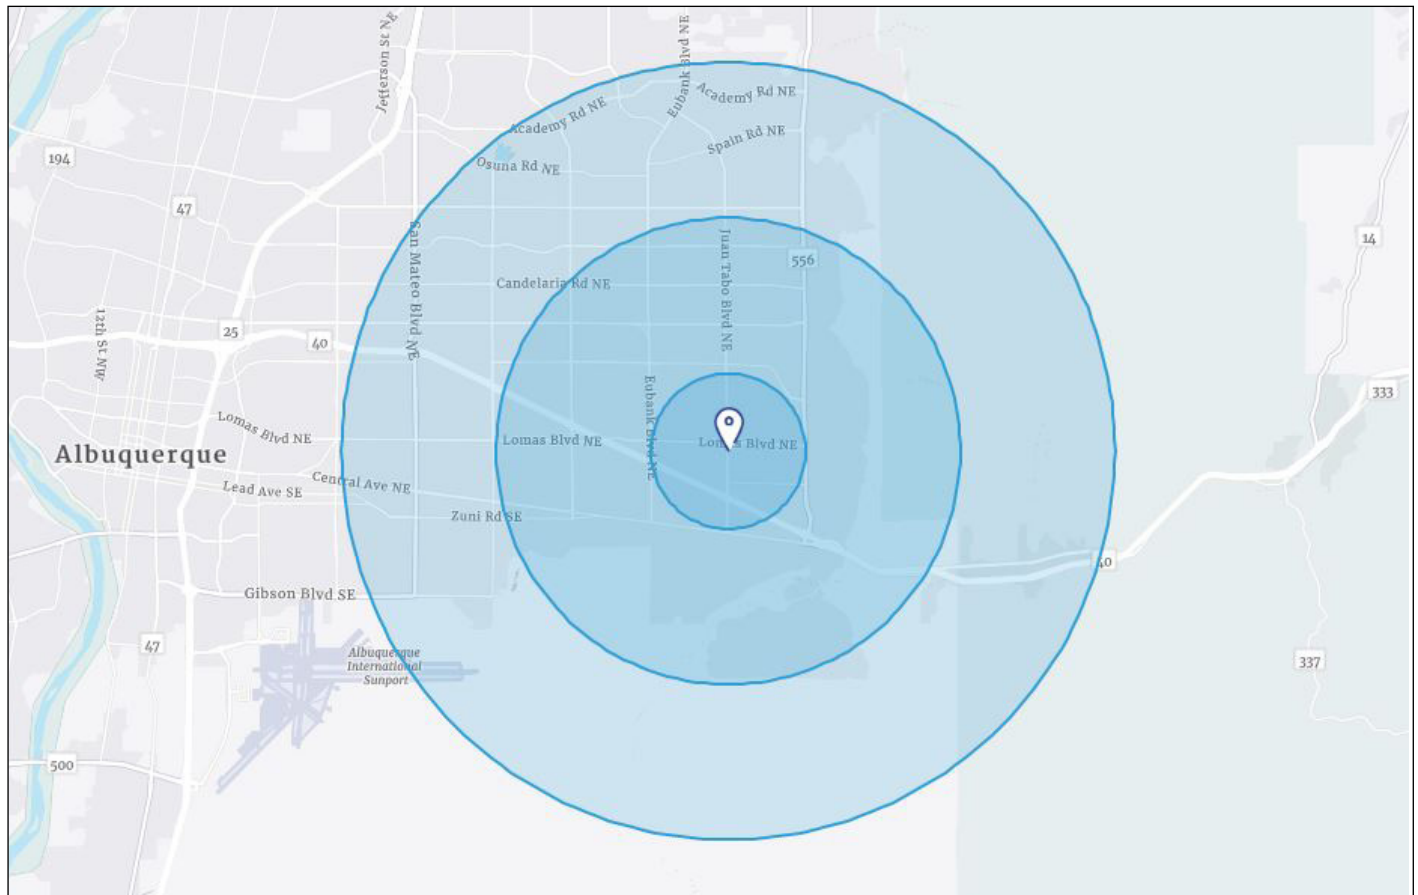 Jefferson St NE
Eubank Blvd NE
Academy Rd NE
Academy Rd NE
Spain Rd NE
194
Osuna Rd NE
47
San Mateo Blvd NE
Juan Tabo Blvd NE
14
556
Candelaria Rd NE
12th St NW
25
40
Eubank Blvd NE
333
Lomas Blvd NE
Lomas Blvd NE
Lomas Blvd NE
Albuquerque
Central Ave NE
Lead Ave SE
Zuni Rd SE
40
Gibson Blvd SE
47
Albuquerque
International
Sunport
337
500